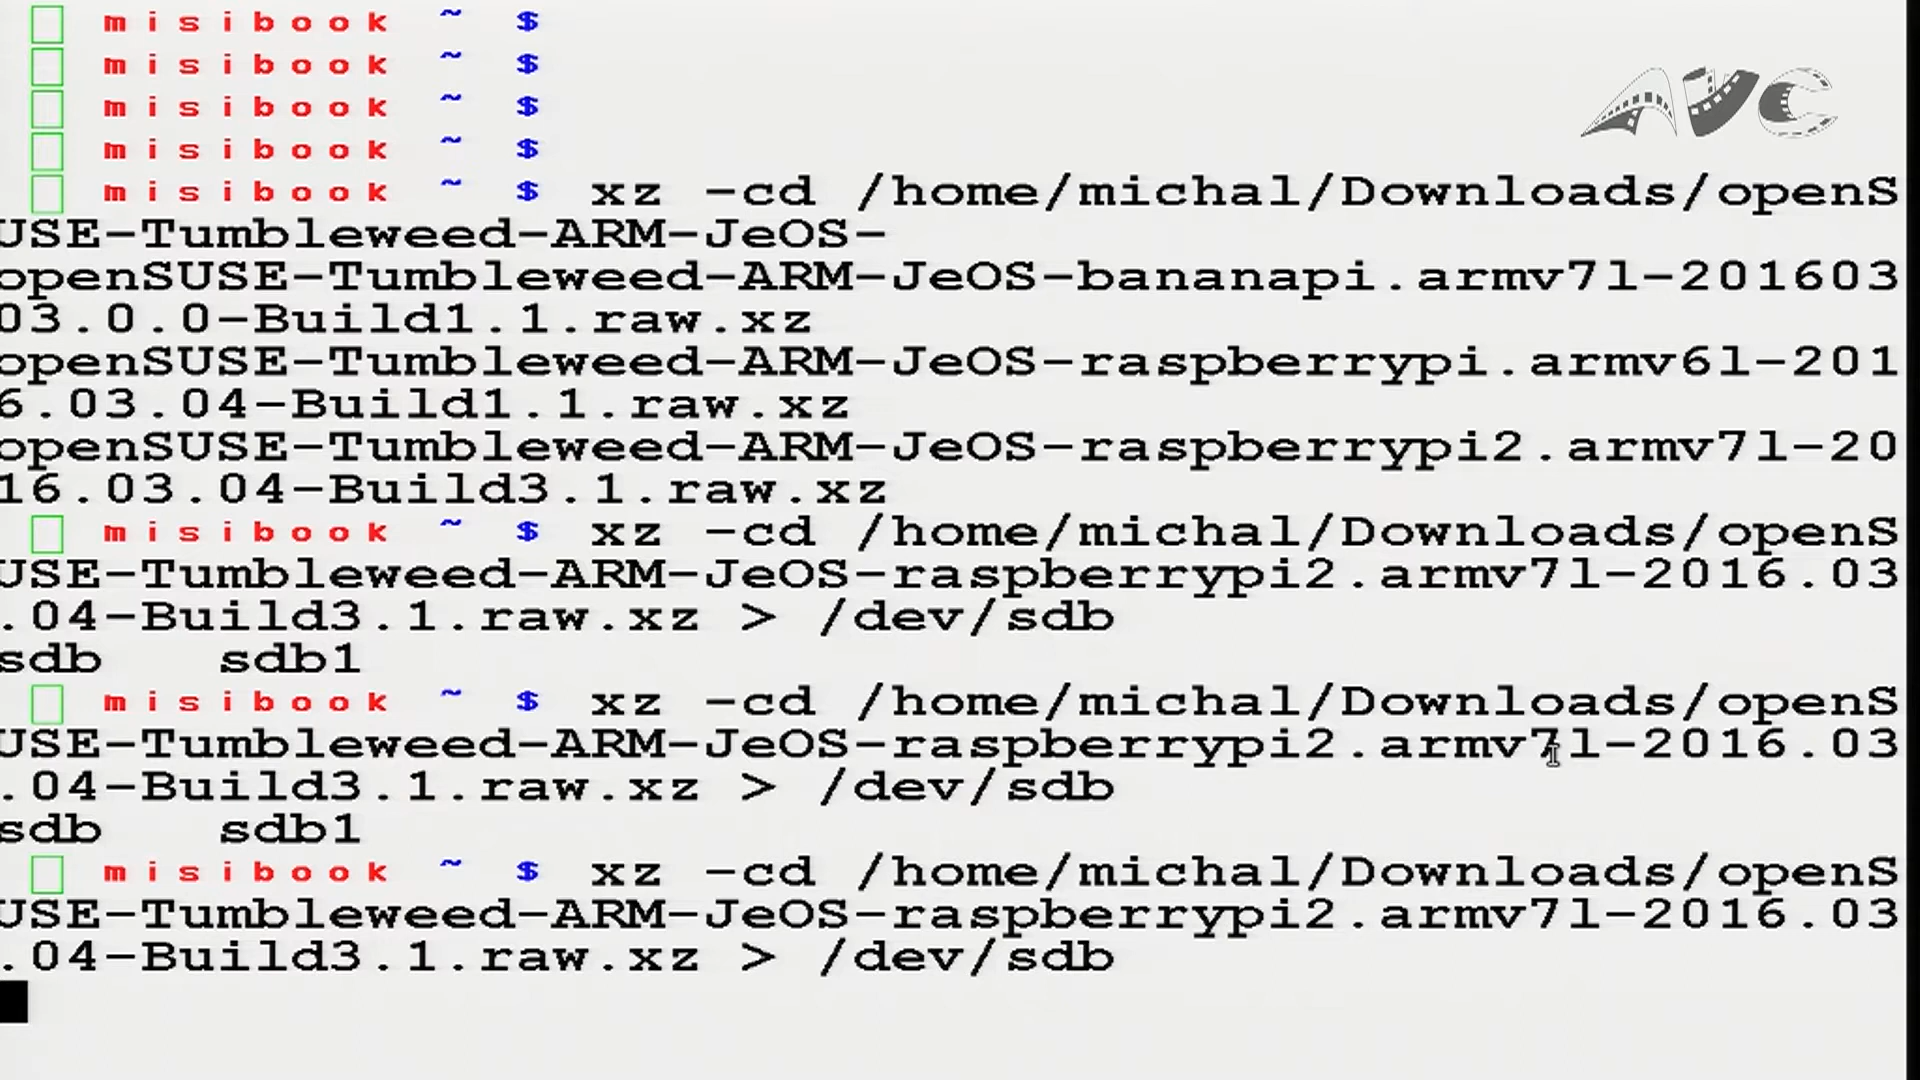 misibook ~ $
misibook ~ $
misibook ~ $
misibook ~ $
misibook ~ $ xz -cd /home/michal/Downloads/openS
USE-Tumbleweed-ARM-JeOS-
openSUSE-Tumbleweed-ARM-JeOS-bananapi.armv7l-201603
03.0.0-Build1.1.raw.xz
openSUSE-Tumbleweed-ARM-JeOS-raspberrypi.armv6l-201
6.03.04-Build1.1.raw.xz
openSUSE-Tumbleweed-ARM-JeOS-raspberrypi2.armv7l-20
16.03.04-Build3.1.raw.xz
misibook ~ $ xz -cd /home/michal/Downloads/openS
USE-Tumbleweed-ARM-JeOS-raspberrypi2.armv7l-2016.03
.04-Build3.1.raw.xz > /dev/sdb
sdb sdb1
misibook ~ $ xz -cd /home/michal/Downloads/openS
USE-Tumbleweed-ARM-JeOS-raspberrypi2.armv7l-2016.03
.04-Build3.1.raw.xz > /dev/sdb
sdb sdb1
misibook ~ $ xz -cd /home/michal/Downloads/openS
USE-Tumbleweed-ARM-JeOS-raspberrypi2.armv7l-2016.03
.04-Build3.1.raw.xz > /dev/sdb
AVC